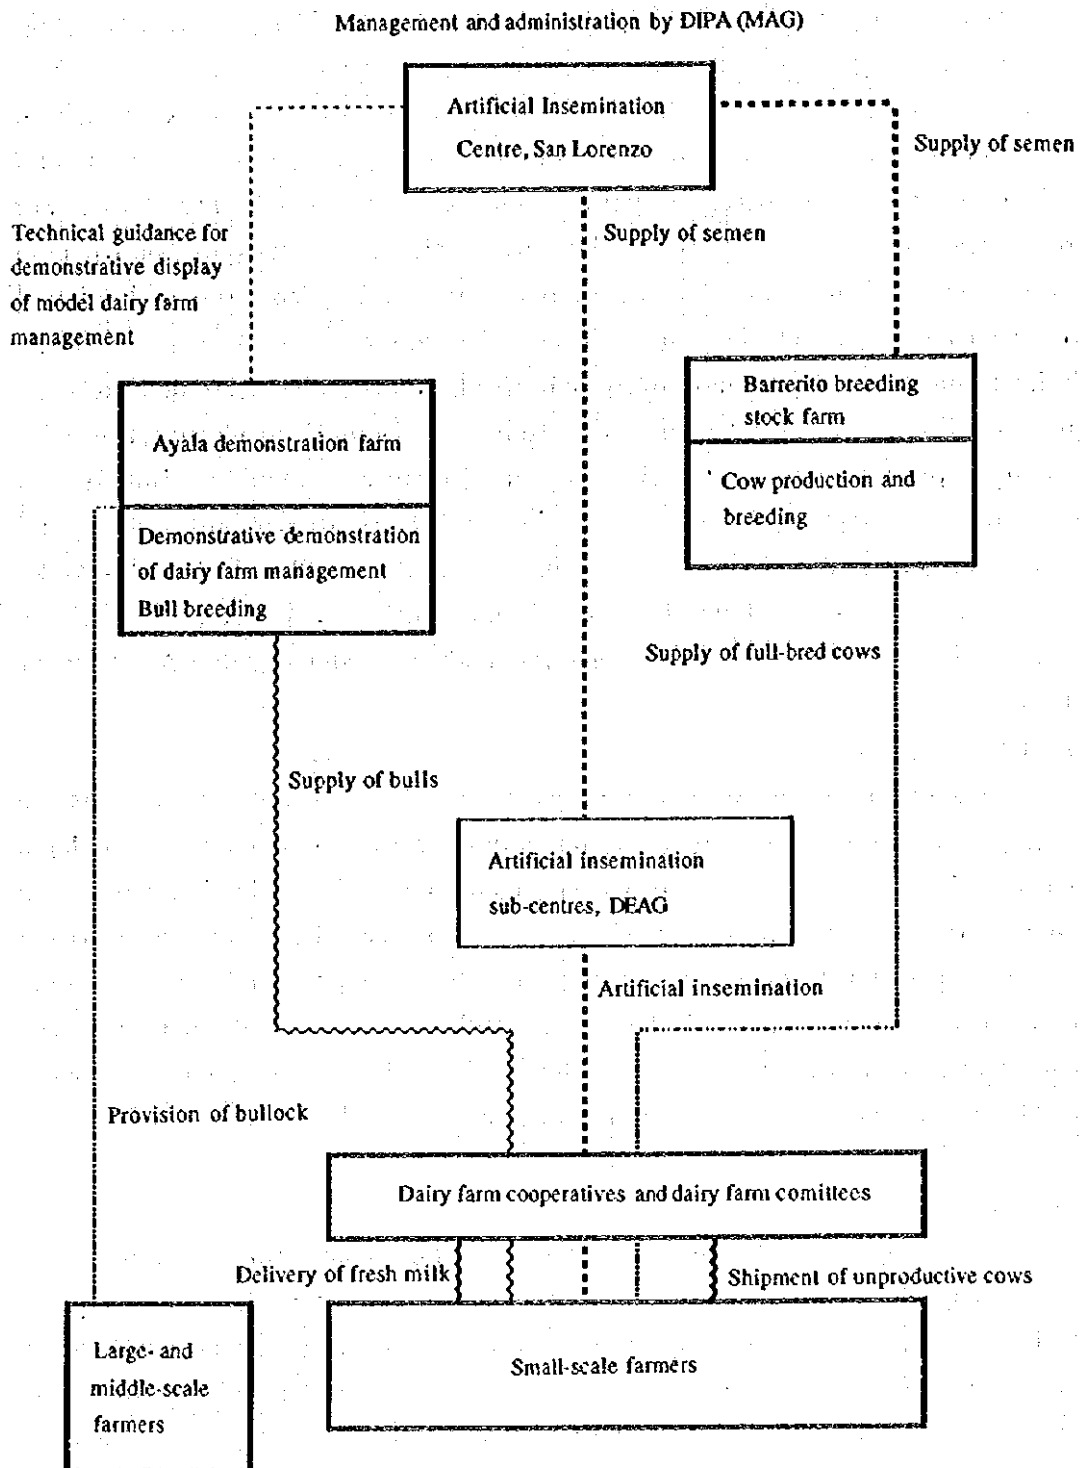 Management and administration by DIPA (MAG)
Artificial Insemination
Centre, San Lorenzo
Supply of semen
Supply of semen
Technical guidance for
demonstrative display
of model dairy farm
management
Barrerito breeding
stock farm
Ayala demonstration farm
Cow production and
breeding
Demonstrative demonstration
of dairy farm management
Bull breeding
Supply of full-bred cows
Supply of bulls
Artificial insemination
sub-centres, DEAG
Artificial insemination
Provision of bullock
Dairy farm cooperatives and dairy farm comittees
Delivery of fresh milk
Shipment of unproductive cows
Large- and
middle-scale
farmers
Small-scale farmers